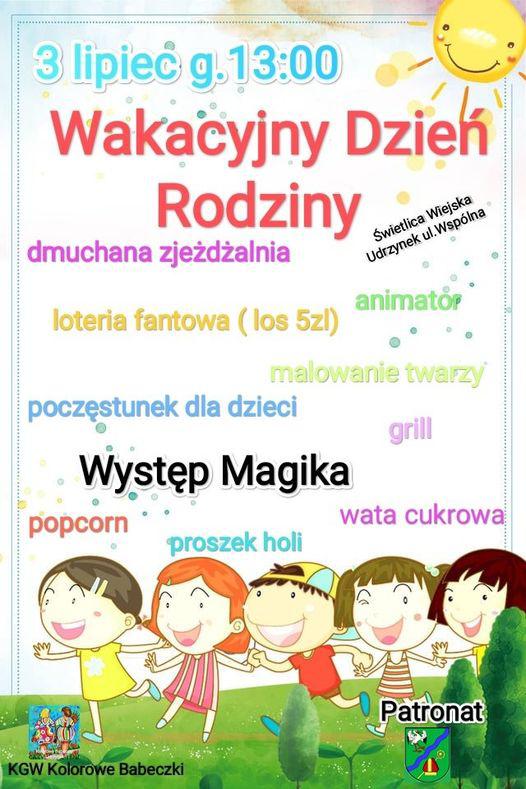 3 lipiec g.13:00
Wakacyjny Dzień
Rodziny
Świetlica Wiejska
Udrzynek ul.Wspólna
dmuchana zjeżdżalnia
animator
loteria fantowa ( los 5zl)
malowanie twarzy
poczęstunek dla dzieci
grill
Występ Magika
popcorn
wata cukrowa
proszek holi
Patronat
KGW Kolorowe Babeczki